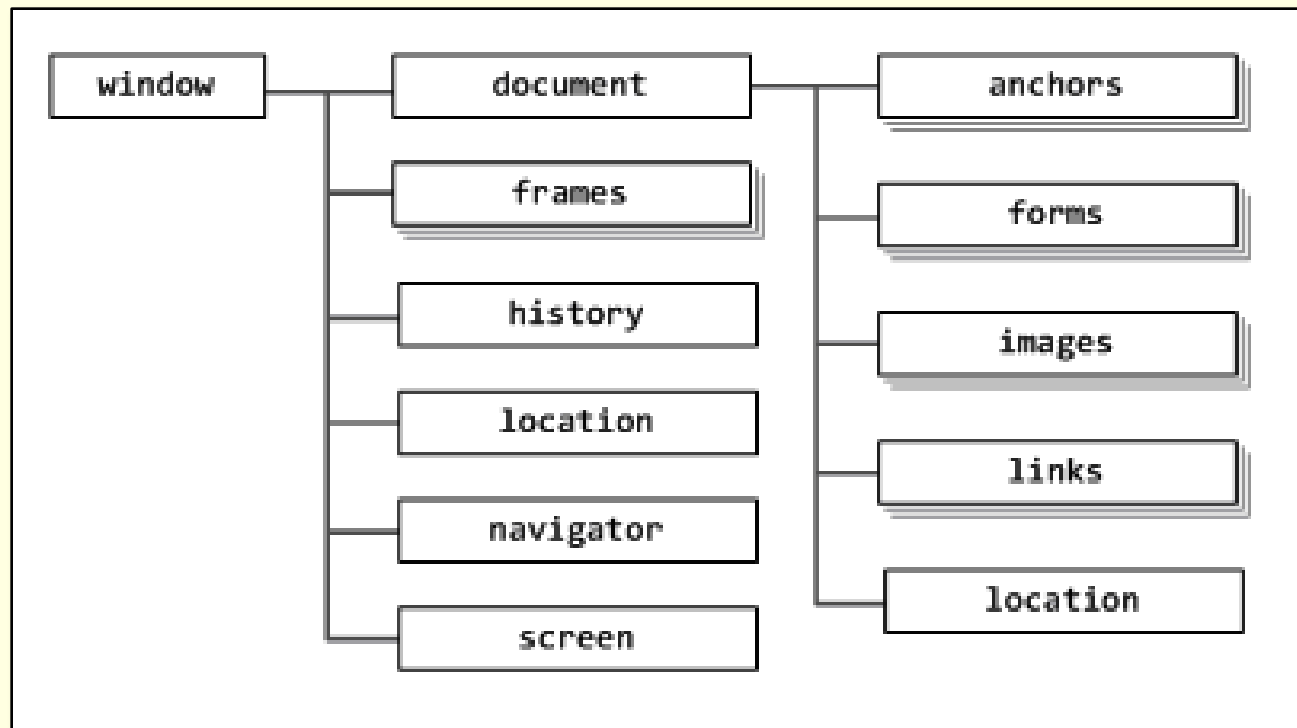 window
document
anchors
frames
forms
history
images
location
links
navigator
location
screen